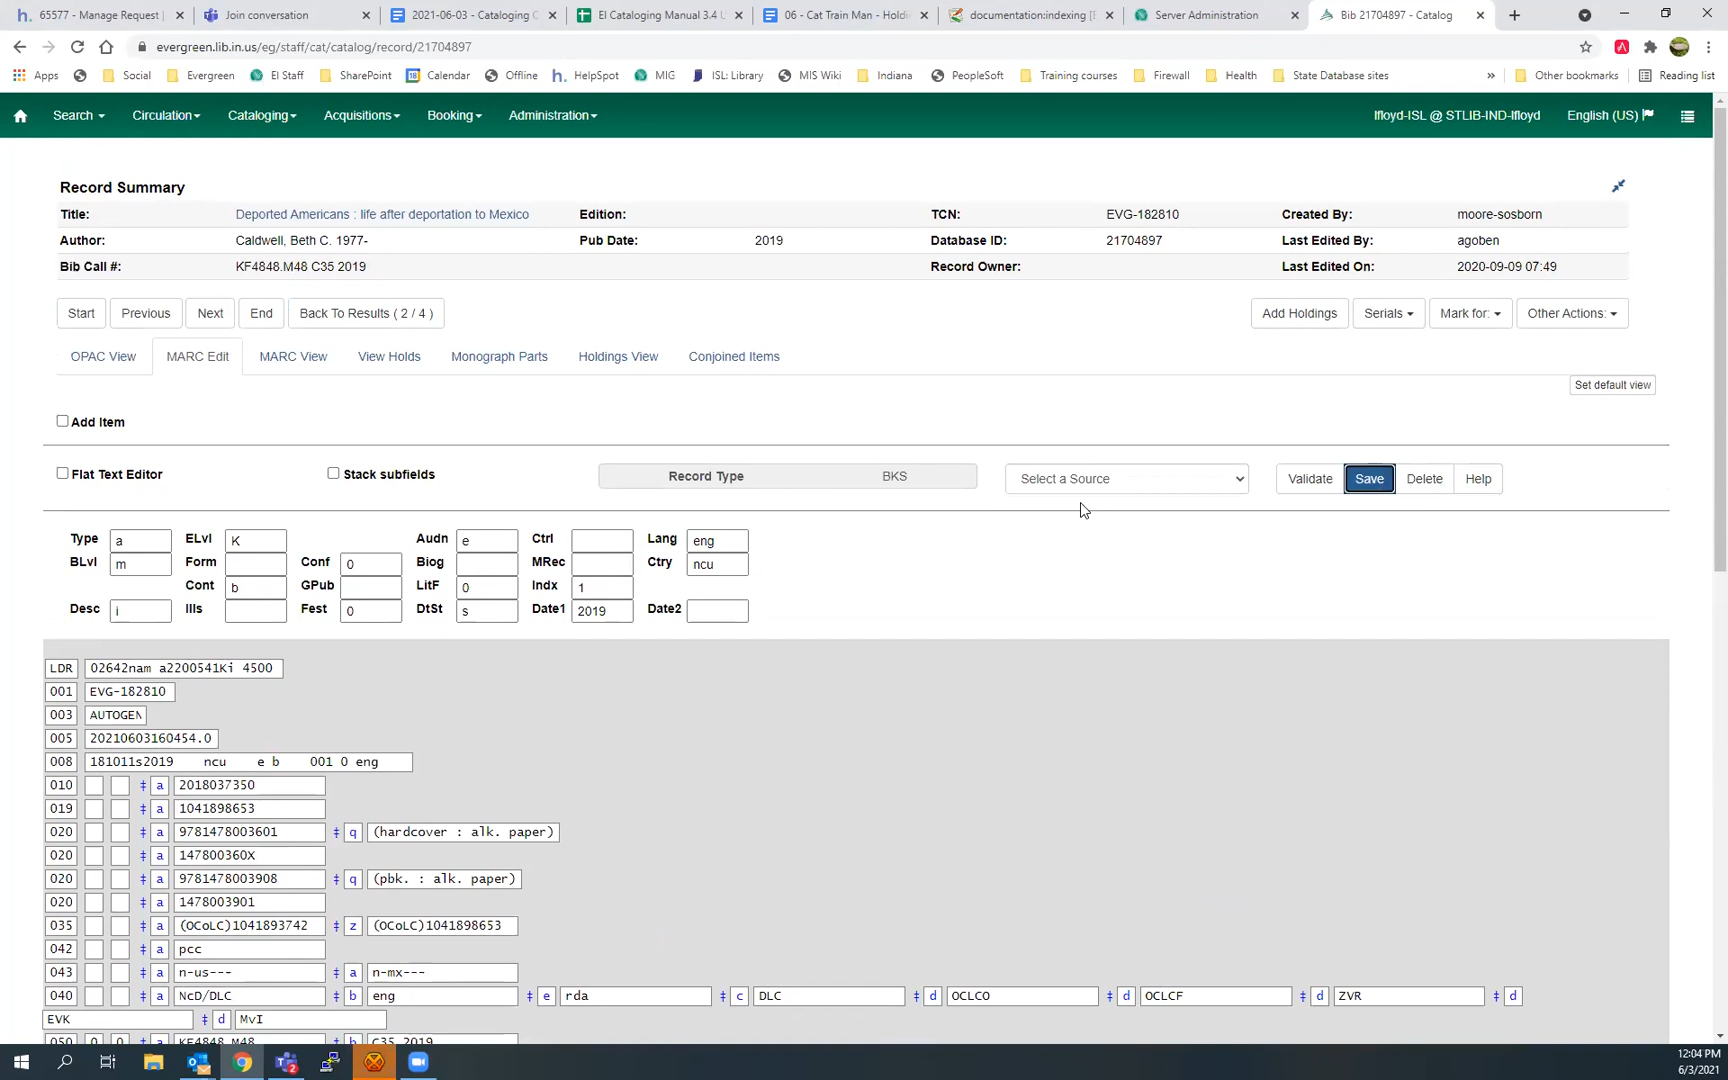 65577 - Manage Request | Join conversation 2021-06-03 - Cataloging C EI Cataloging Manual 3.4 U 06 - Cat Train Man - Holdi documentation:indexing [E Server Administration Bib 21704897 - Catalog
evergreen.lib.in.us/eg/staff/cat/catalog/record/21704897
Apps Social Evergreen EI Staff SharePoint Calendar Offline HelpSpot MIG ISL: Library MIS Wiki Indiana PeopleSoft Training courses Firewall Health State Database sites » Other bookmarks Reading list
Search Circulation Cataloging Acquisitions Booking Administration lfloyd-ISL @ STLIB-IND-lfloyd English (US)
Record Summary
Title: Deported Americans : life after deportation to Mexico Edition: TCN: EVG-182810 Created By: moore-sosborn
Author: Caldwell, Beth C. 1977- Pub Date: 2019 Database ID: 21704897 Last Edited By: agoben
Bib Call #: KF4848.M48 C35 2019 Record Owner: Last Edited On: 2020-09-09 07:49
Start Previous Next End Back To Results ( 2 / 4 ) Add Holdings Serials Mark for: Other Actions:
OPAC View MARC Edit MARC View View Holds Monograph Parts Holdings View Conjoined Items
Set default view
Add Item
Flat Text Editor Stack subfields Record Type BKS Select a Source Validate Save Delete Help
Type a ELvl K Audn e Ctrl Lang eng
BLvl m Form Conf 0 Biog MRec Ctry ncu
Cont b GPub LitF 0 Indx 1
Desc i Ills Fest 0 DtSt s Date1 2019 Date2
LDR 02642nam a2200541Ki 4500
001 EVG-182810
003 AUTOGEN
005 20210603160454.0
008 181011s2019 ncu e b 001 0 eng
010 ‡ a 2018037350
019 ‡ a 1041898653
020 ‡ a 9781478003601 ‡ q (hardcover : alk. paper)
020 ‡ a 147800360X
020 ‡ a 9781478003908 ‡ q (pbk. : alk. paper)
020 ‡ a 1478003901
035 ‡ a (OCoLC)1041893742 ‡ z (OCoLC)1041898653
042 ‡ a pcc
043 ‡ a n-us--- ‡ a n-mx---
040 ‡ a NcD/DLC ‡ b eng ‡ e rda ‡ c DLC ‡ d OCLCO ‡ d OCLCF ‡ d ZVR ‡ d
EVK ‡ d MvI
050 0 0 ‡ a KF4848.M48 ‡ b C35 2019
12:04 PM
6/3/2021